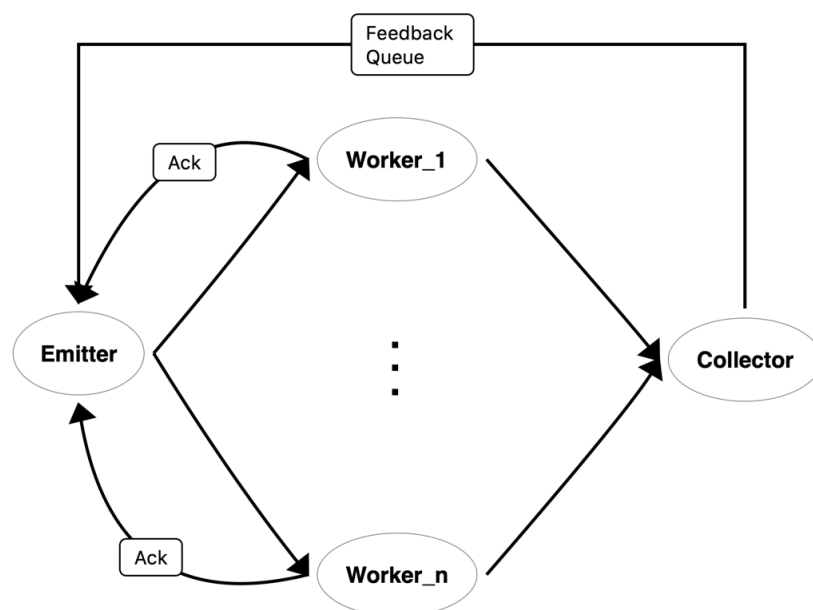 Feedback
Queue
Ack
Worker_1
Emitter
Collector
Ack
Worker_n